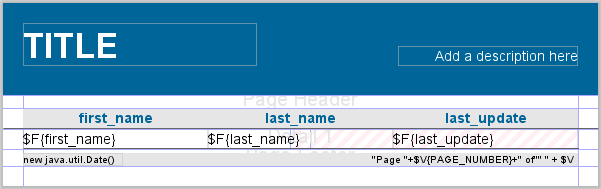 TITLE
Add a description here
Page Header
first_name last_name last_update
$F{first_name} $F{last_name} $F{last_update}
new java.util.Date() "Page "+$V{PAGE_NUMBER}+" of"" " + $V